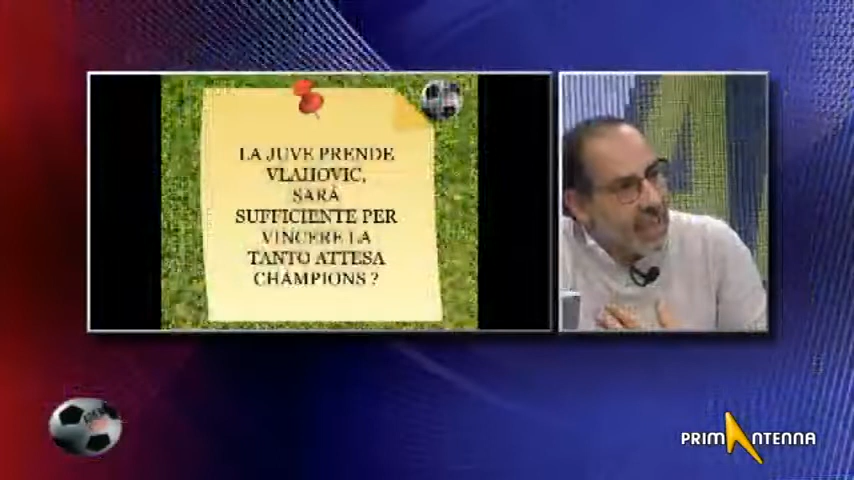 LA JUVE PRENDE
VLAHOVIC,
SARÀ
SUFFICIENTE PER
VINCERE LA
TANTO ATTESA
CHAMPIONS ?
PRIMANTENNA